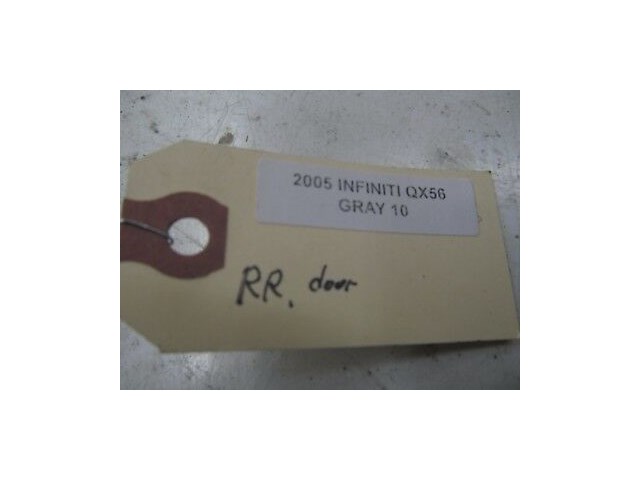 2005 INFINITI QX56
GRAY 10
RR. door